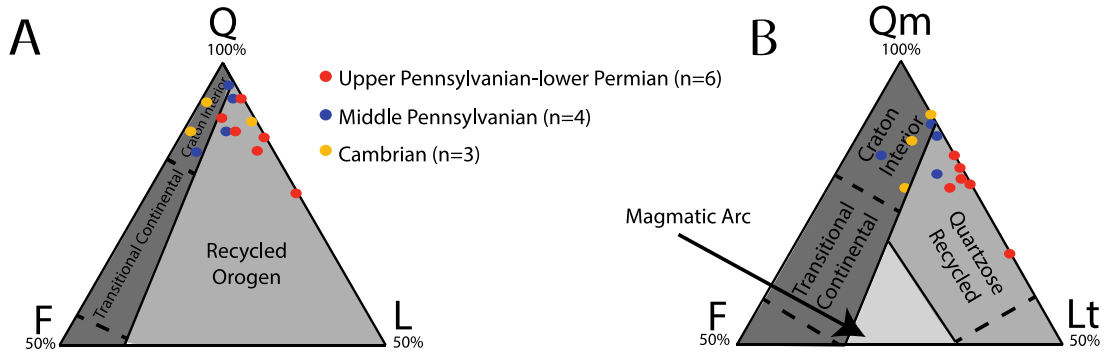 A
Q
100%
Craton Interior
Transitional Continental
Recycled
Orogen
F
50%
L
50%
Upper Pennsylvanian-lower Permian (n=6)
Middle Pennsylvanian (n=4)
Cambrian (n=3)
B
Qm
100%
Craton
Interior
Magmatic Arc
Transitional
Continental
Quartzose
Recycled
F
50%
Lt
50%